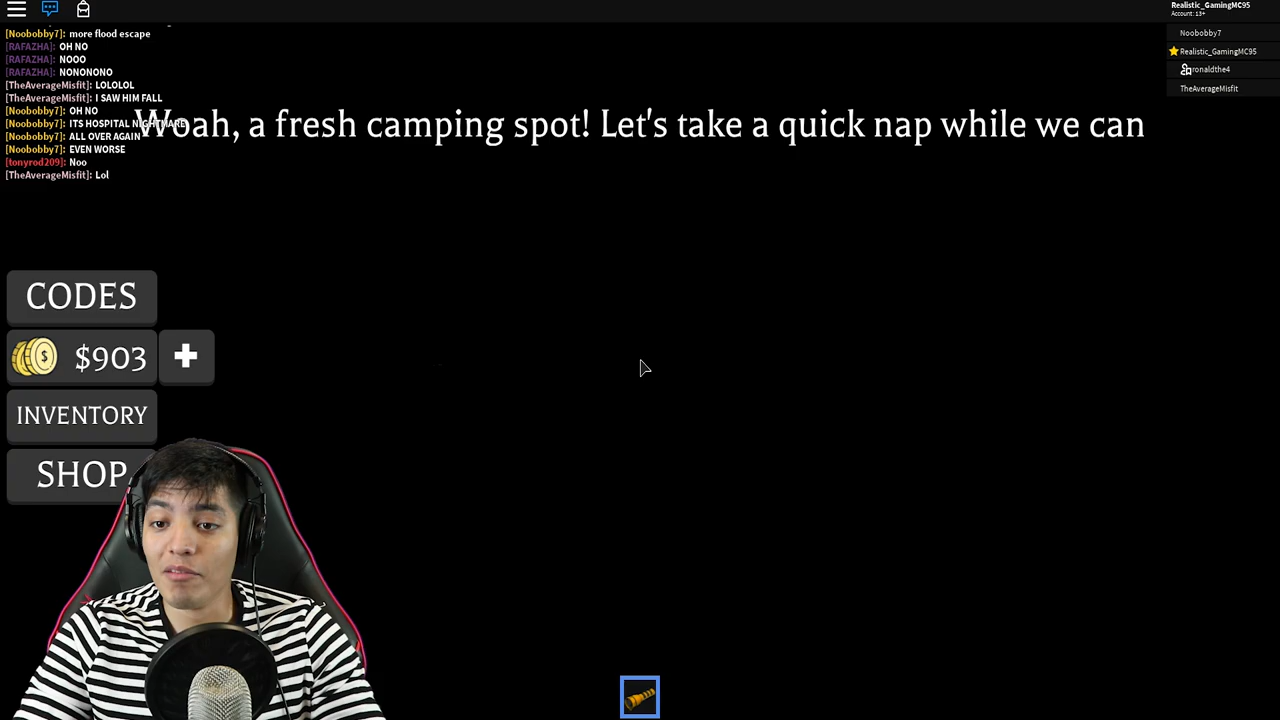 Realistic_GamingMC95
Account: 13+
Noobobby7
Realistic_GamingMC95
ronaldthe4
TheAverageMisfit
[Noobobby7]: more flood escape
[RAFAZHA]: OH NO
[RAFAZHA]: NOOO
[RAFAZHA]: NONONONO
[TheAverageMisfit]: LOLOLOL
[TheAverageMisfit]: I SAW HIM FALL
[Noobobby7]: OH NO
[Noobobby7]: ITS HOSPITAL NIGHTMARE
[Noobobby7]: ALL OVER AGAIN
[Noobobby7]: EVEN WORSE
[tonyrod209]: Noo
[TheAverageMisfit]: Lol
Woah, a fresh camping spot! Let's take a quick nap while we can
CODES
$903 +
INVENTORY
SHOP